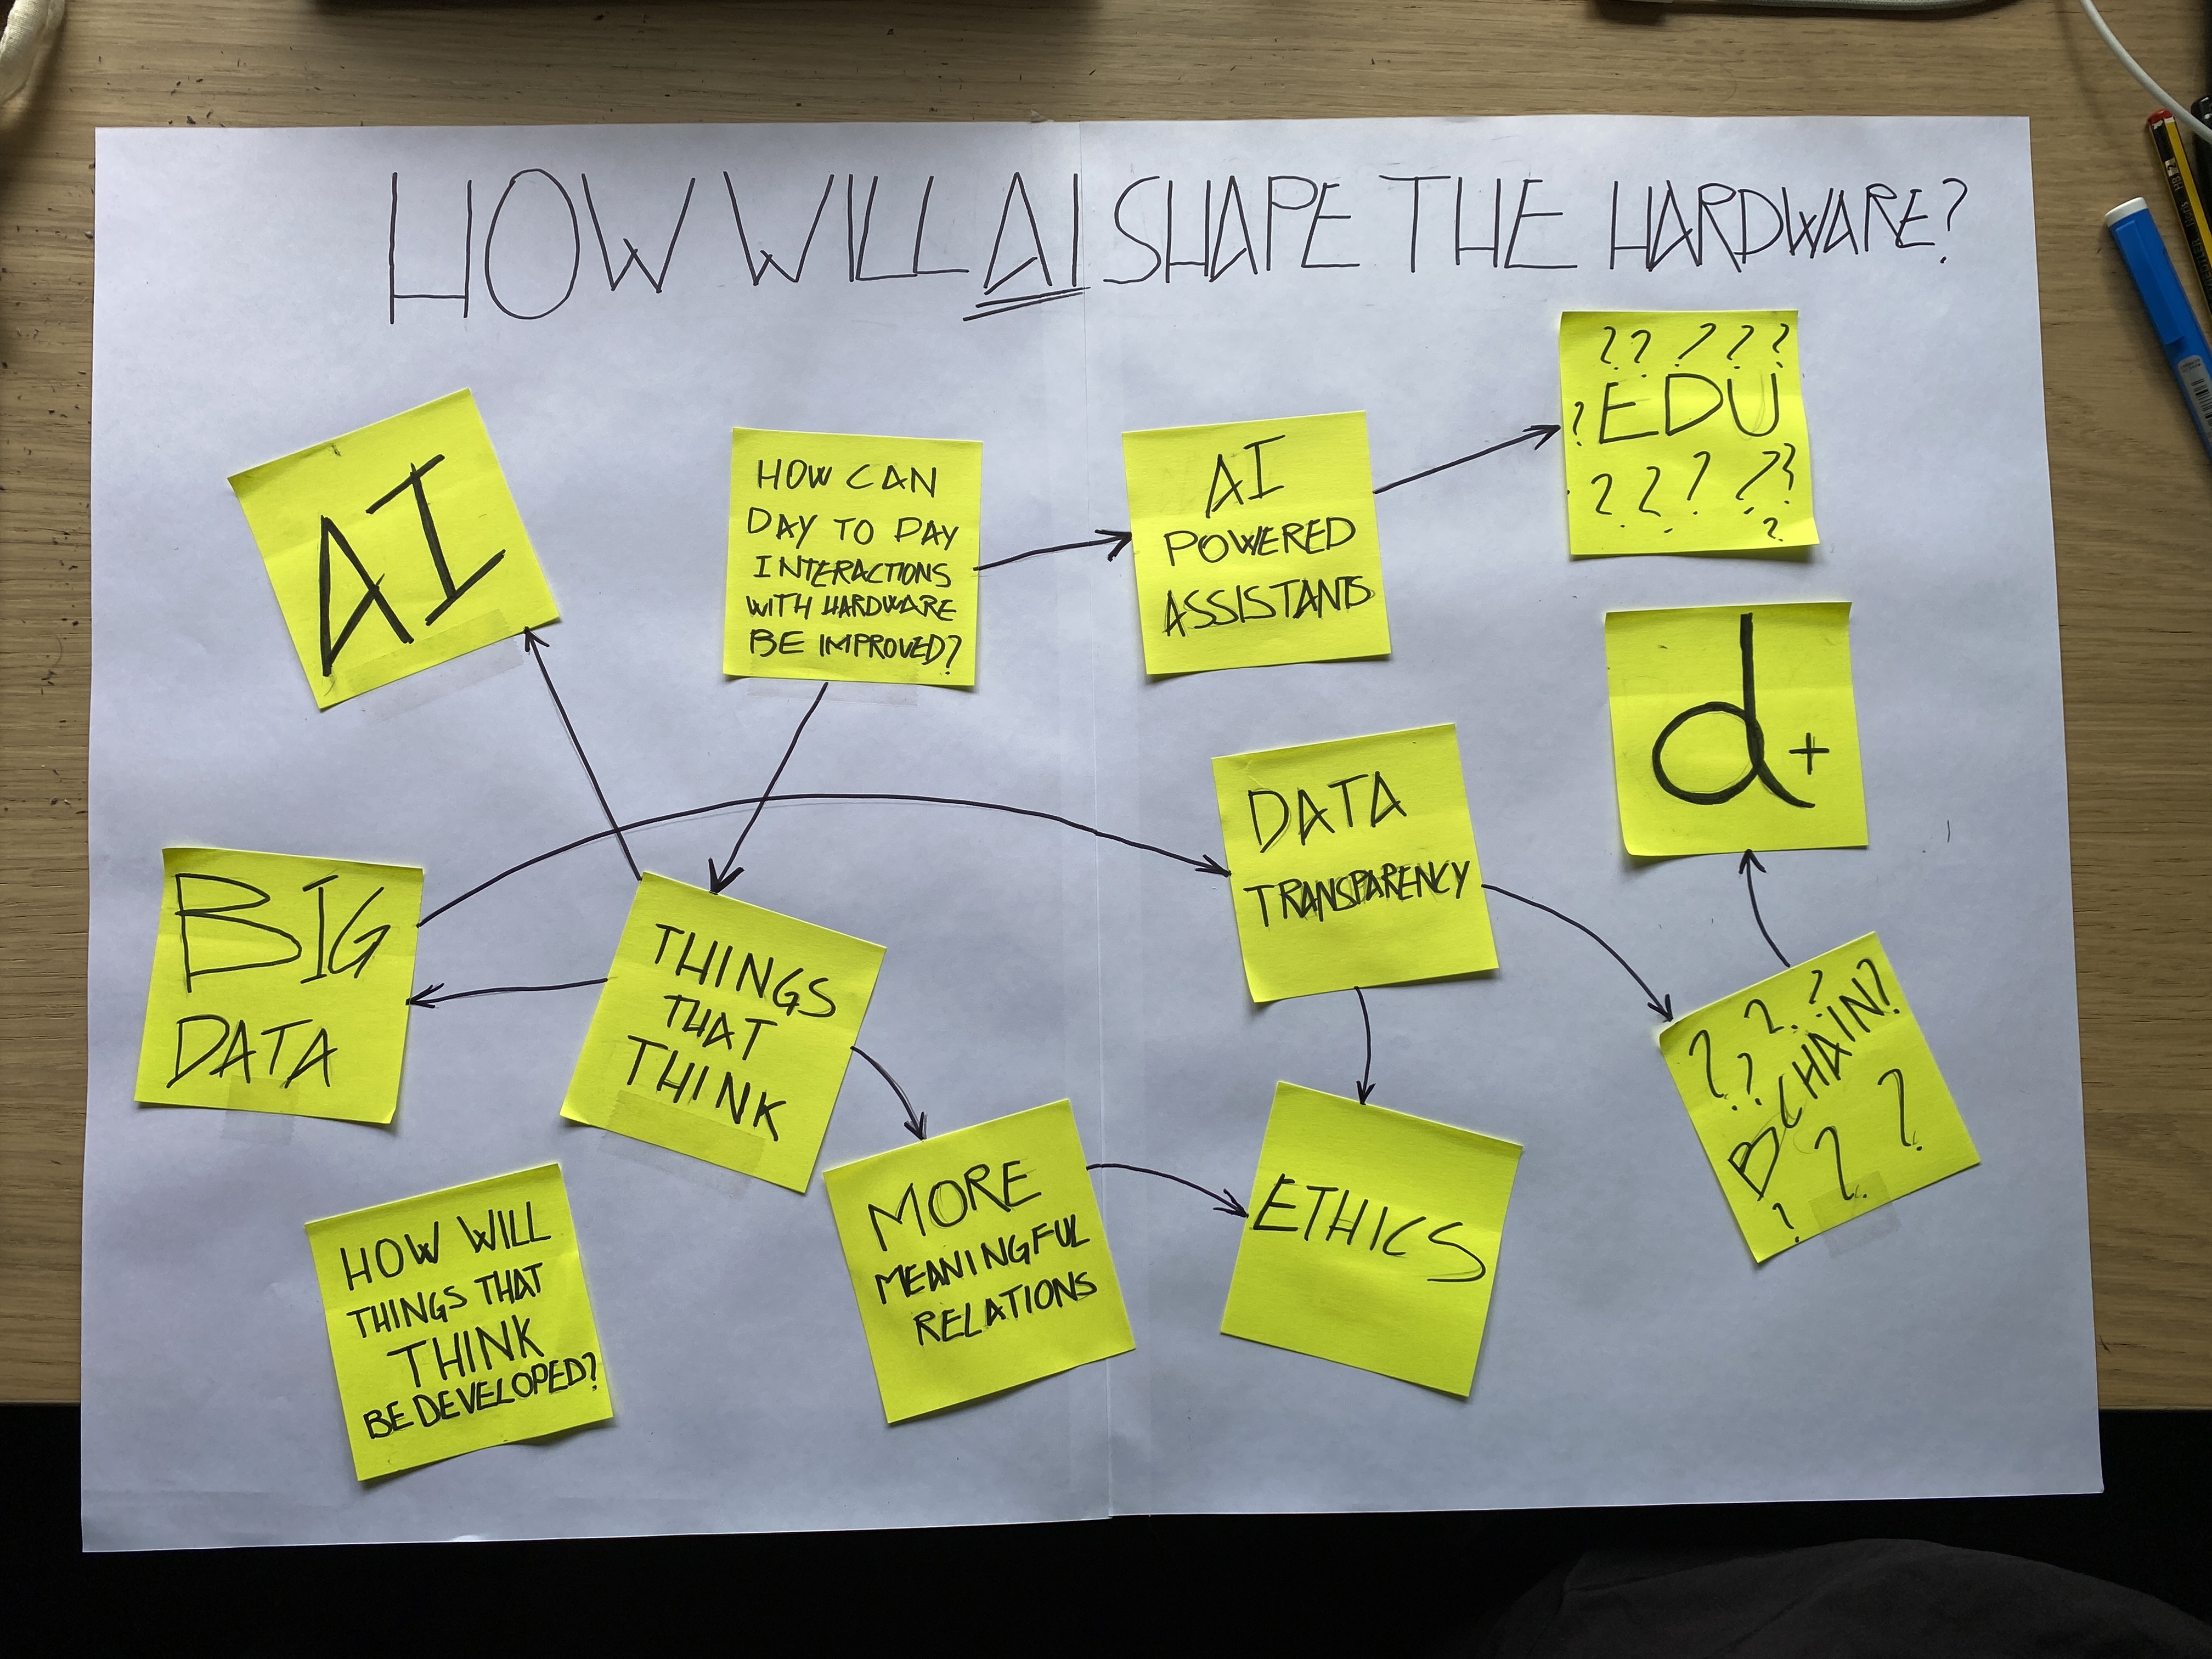 HOW WILL AI SHAPE THE HARDWARE?
AI
HOW CAN
DAY TO DAY
INTERACTIONS
WITH HARDWARE
BE IMPROVED?
AI
POWERED
ASSISTANTS
?? ? ? ?
? EDU
? ? ? ? ?
?
d+
BIG
DATA
THINGS
THAT
THINK
DATA
TRANSPARENCY
? ? ? ?
BCHAIN?
? ? ?
HOW WILL
THINGS THAT
THINK
BE DEVELOPED?
MORE
MEANINGFUL
RELATIONS
ETHICS